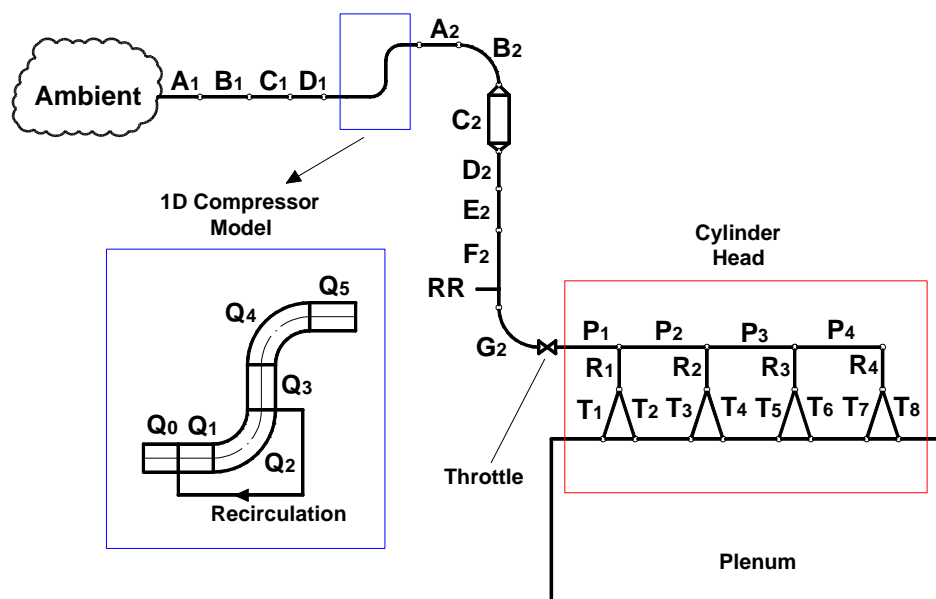 A2
B2
A1 B1 C1 D1
Ambient
C2
D2
1D Compressor
Model
E2
Cylinder
Head
F2
Q5
Q4
RR
P1 P2 P3 P4
G2
Q3
R1 R2 R3 R4
T1 T2 T3 T4 T5 T6 T7 T8
Q0 Q1
Q2
Throttle
Recirculation
Plenum